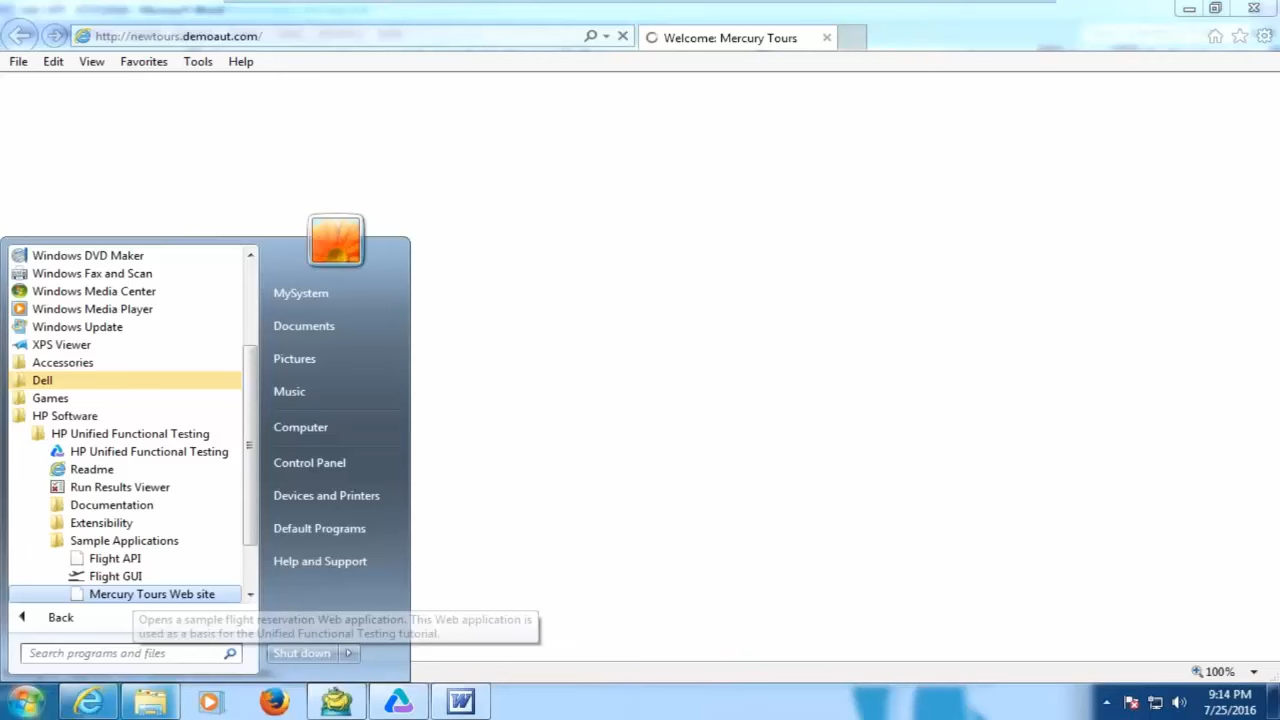 http://newtours.demoaut.com/
Welcome: Mercury Tours
File Edit View Favorites Tools Help
Windows DVD Maker
Windows Fax and Scan
Windows Media Center
Windows Media Player
Windows Update
XPS Viewer
Accessories
Dell
Games
HP Software
HP Unified Functional Testing
HP Unified Functional Testing
Readme
Run Results Viewer
Documentation
Extensibility
Sample Applications
Flight API
Flight GUI
Mercury Tours Web site
Back
Search programs and files
MySystem
Documents
Pictures
Music
Computer
Control Panel
Devices and Printers
Default Programs
Help and Support
Opens a sample flight reservation Web application. This Web application is
used as a basis for the Unified Functional Testing tutorial.
Shut down
100%
9:14 PM
7/25/2016